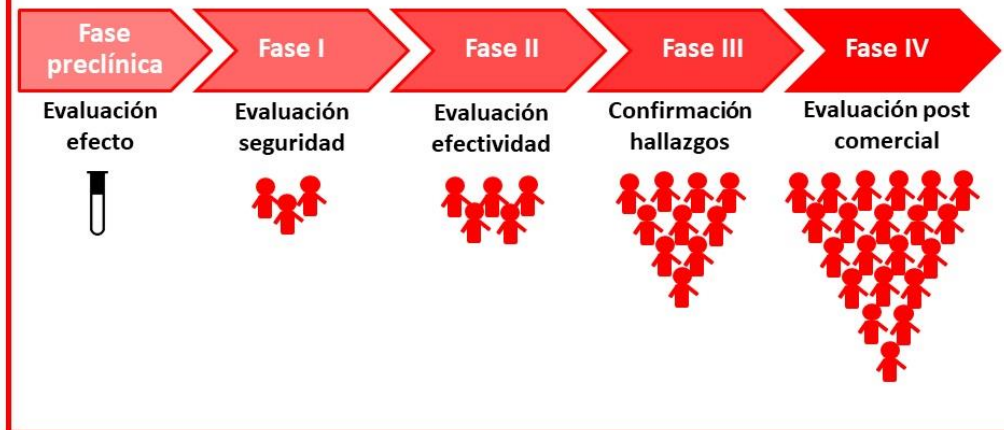 Fase
preclínica
Fase I
Fase II
Fase III
Fase IV
Evaluación
efecto
Evaluación
seguridad
Evaluación
efectividad
Confirmación
hallazgos
Evaluación post
comercial